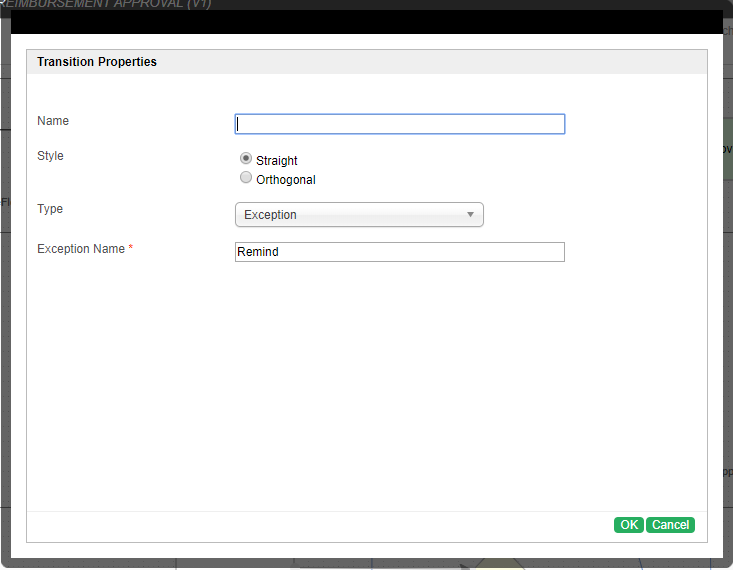 REIMBURSEMENT APPROVAL (V1)
Transition Properties
Name
Style
Straight
Orthogonal
Type
Exception
Exception Name *
Remind
OK
Cancel